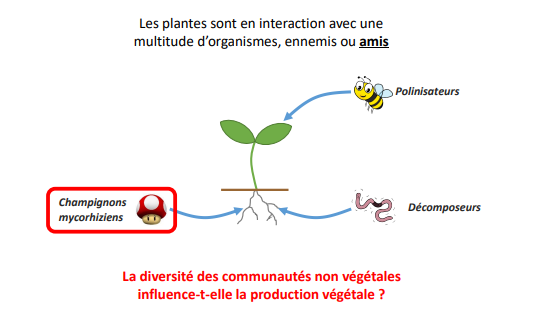 Les plantes sont en interaction avec une
multitude d’organismes, ennemis ou amis
Polinisateurs
Champignons
mycorhiziens
Décomposeurs
La diversité des communautés non végétales
influence-t-elle la production végétale ?